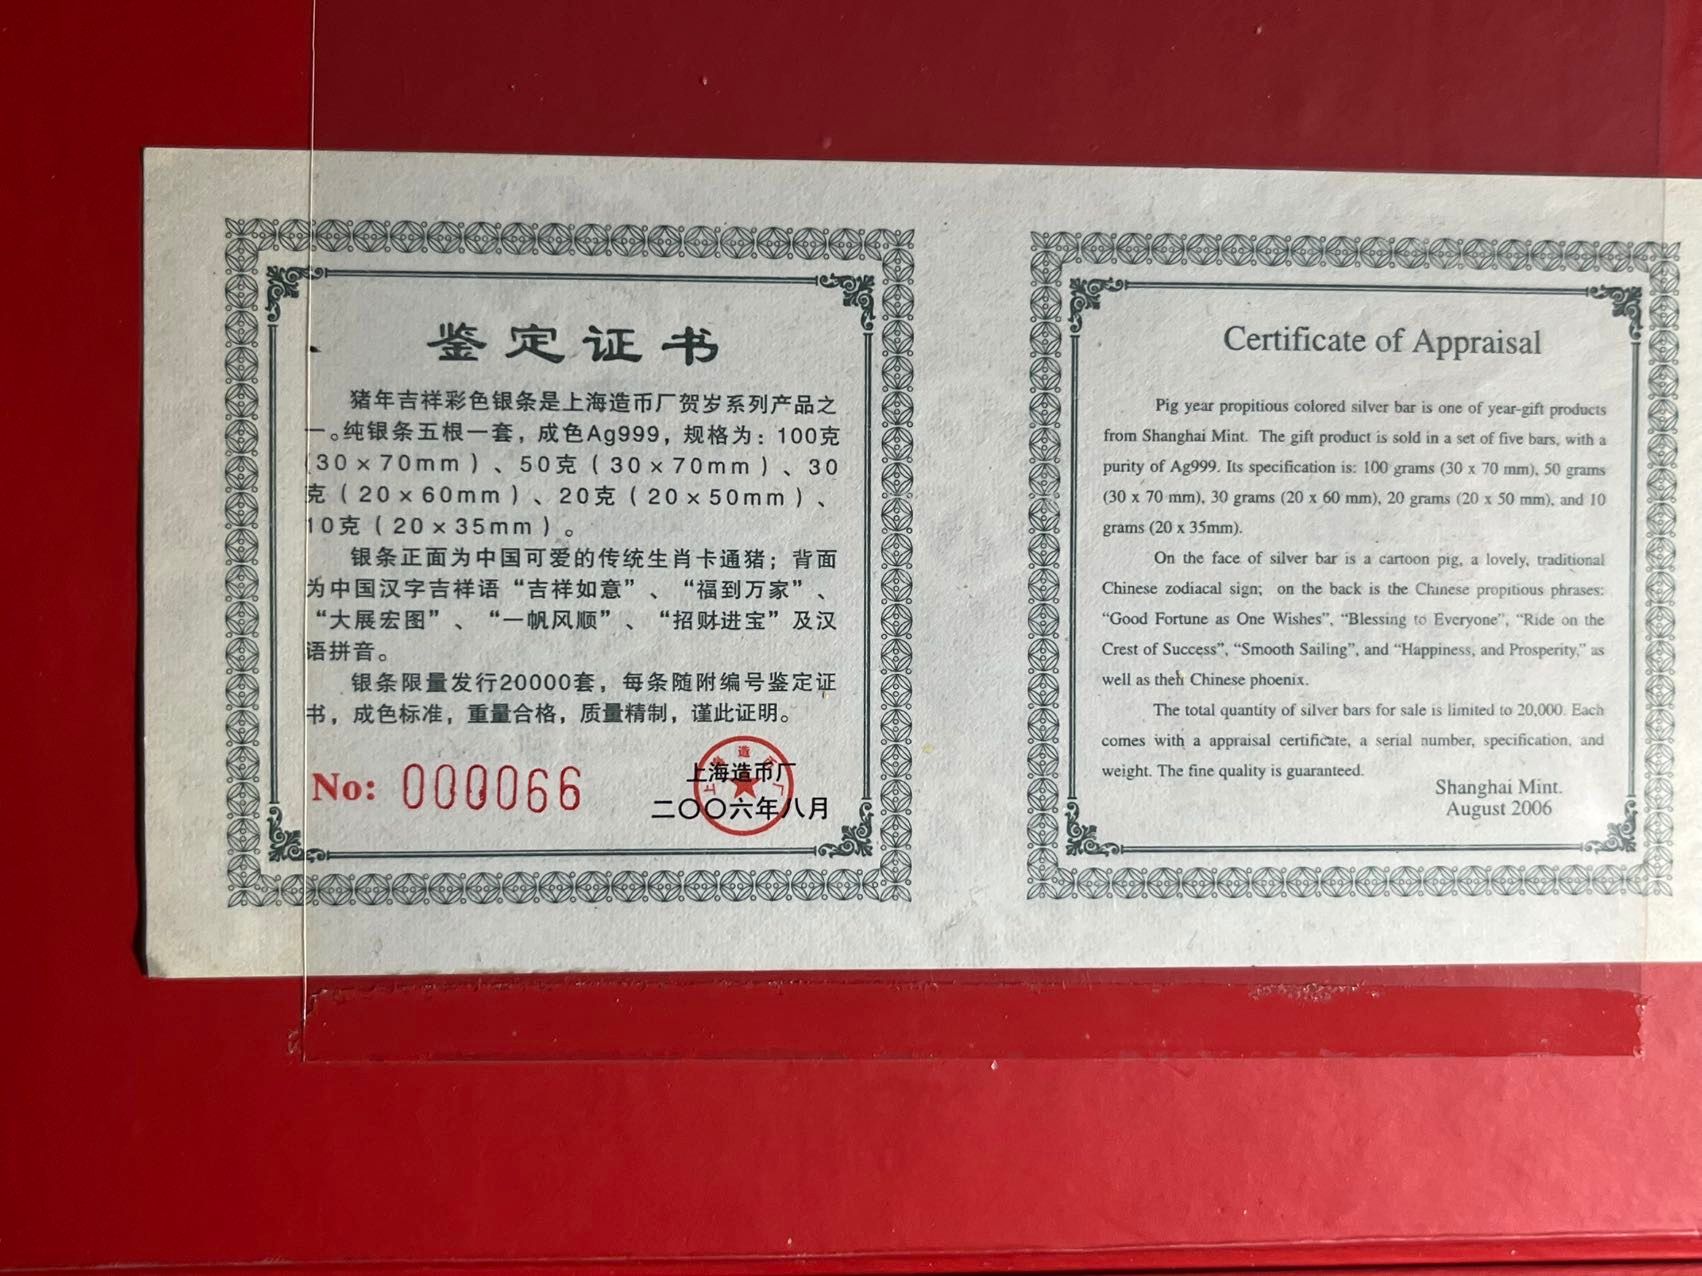 鉴定证书
猪年吉祥彩色银条是上海造币厂贺岁系列产品之
一。纯银条五根一套，成色Ag999，规格为：100克
(30×70mm)、50克(30×70mm)、30
克(20×60mm)、20克(20×50mm)、
10克(20×35mm)。
银条正面为中国可爱的传统生肖卡通猪；背面
为中国汉字吉祥语“吉祥如意”、“福到万家”、
“大展宏图”、“一帆风顺”、“招财进宝”及汉
语拼音。
银条限量发行20000套，每条随附编号鉴定证
书，成色标准，重量合格，质量精制，谨此证明。
No: 000066
上海造币厂
二〇〇六年八月
Certificate of Appraisal
Pig year propitious colored silver bar is one of year-gift products
from Shanghai Mint. The gift product is sold in a set of five bars, with a
purity of Ag999. Its specification is: 100 grams (30 x 70 mm), 50 grams
(30 x 70 mm), 30 grams (20 x 60 mm), 20 grams (20 x 50 mm), and 10
grams (20 x 35mm).
On the face of silver bar is a cartoon pig, a lovely, traditional
Chinese zodiacal sign; on the back is the Chinese propitious phrases:
“Good Fortune as One Wishes”, “Blessing to Everyone”, “Ride on the
Crest of Success”, “Smooth Sailing”, and “Happiness, and Prosperity,” as
well as their Chinese phoenix.
The total quantity of silver bars for sale is limited to 20,000. Each
comes with a appraisal certificate, a serial number, specification, and
weight. The fine quality is guaranteed.
Shanghai Mint.
August 2006